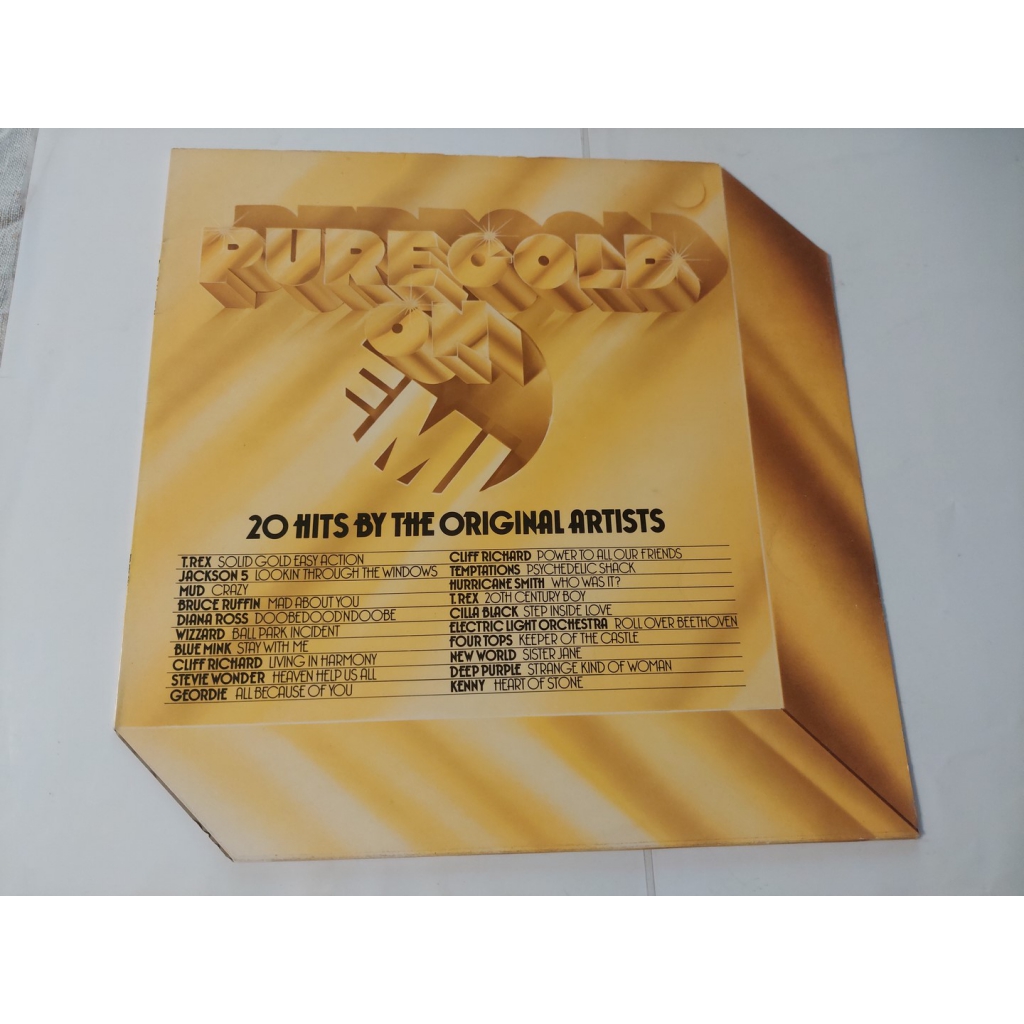 PURE GOLD
ON
EMI
20 HITS BY THE ORIGINAL ARTISTS
T.REX SOLID GOLD EASY ACTION
JACKSON 5 LOOKIN THROUGH THE WINDOWS
MUD CRAZY
BRUCE RUFFIN MAD ABOUT YOU
DIANA ROSS DOOBEDOOD'NDOOBE
WIZZARD BALL PARK INCIDENT
BLUE MINK STAY WITH ME
CLIFF RICHARD LIVING IN HARMONY
STEVIE WONDER HEAVEN HELP US ALL
GEORDIE ALL BECAUSE OF YOU
CLIFF RICHARD POWER TO ALL OUR FRIENDS
TEMPTATIONS PSYCHEDELIC SHACK
HURRICANE SMITH WHO WAS IT?
T.REX 20TH CENTURY BOY
CILLA BLACK STEP INSIDE LOVE
ELECTRIC LIGHT ORCHESTRA ROLL OVER BEETHOVEN
FOUR TOPS KEEPER OF THE CASTLE
NEW WORLD SISTER JANE
DEEP PURPLE STRANGE KIND OF WOMAN
KENNY HEART OF STONE